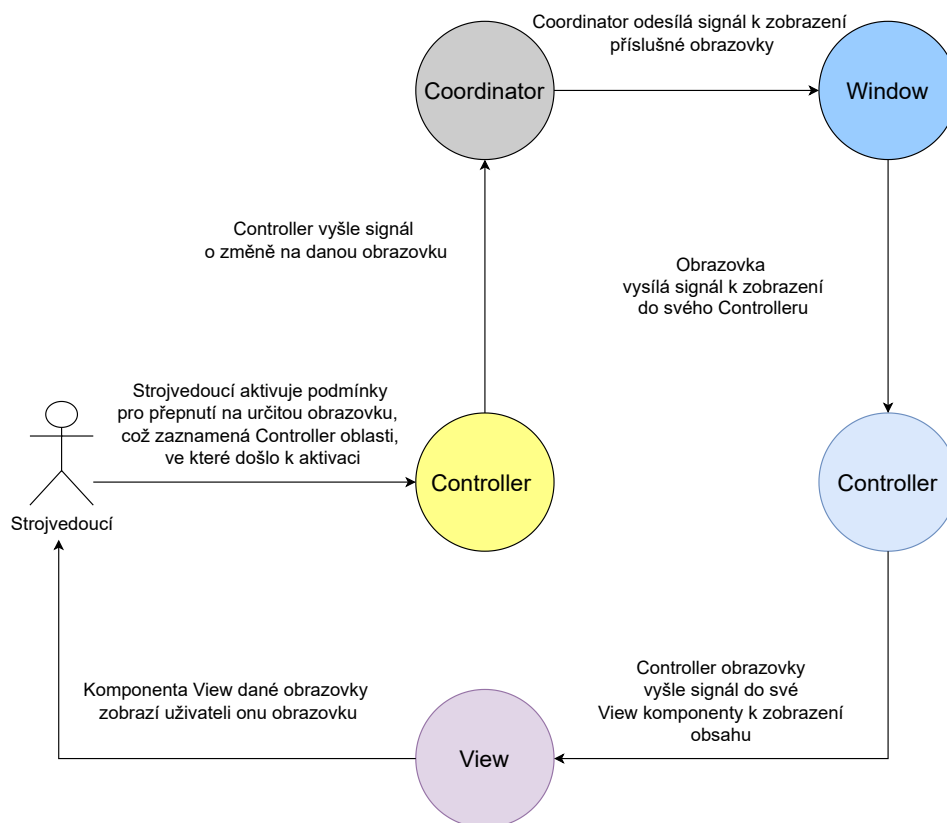 Coordinator odesílá signál k zobrazení
příslušné obrazovky
Coordinator
Window
Controller vyšle signál
o změně na danou obrazovku
Obrazovka
vysílá signál k zobrazení
do svého Controlleru
Strojvedoucí aktivuje podmínky
pro přepnutí na určitou obrazovku,
což zaznamená Controller oblasti,
ve které došlo k aktivaci
Controller
Controller
Strojvedoucí
Controller obrazovky
vyšle signál do své
View komponenty k zobrazení
obsahu
Komponenta View dané obrazovky
zobrazí uživateli onu obrazovku
View